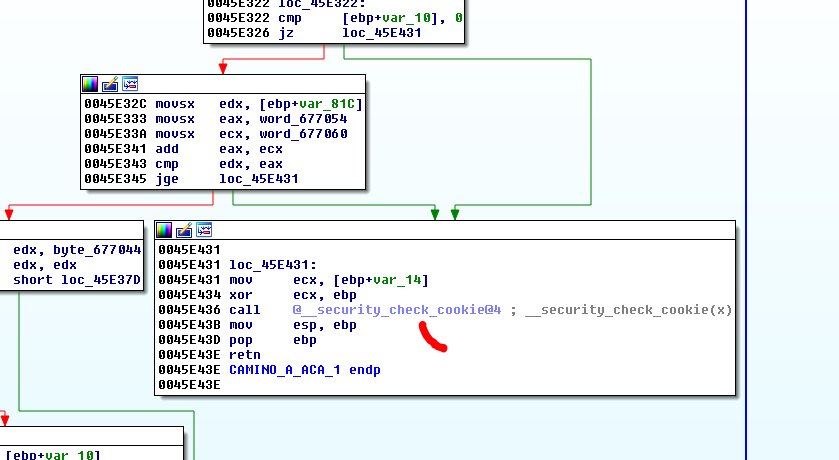 0045E322 loc_45E322:
0045E322 cmp [ebp+var_10], 0
0045E326 jz loc_45E431
0045E32C movsx edx, [ebp+var_81C]
0045E333 movsx eax, word_677054
0045E33A movsx ecx, word_677060
0045E341 add eax, ecx
0045E343 cmp edx, eax
0045E345 jge loc_45E431
edx, byte_677044
edx, edx
short loc_45E37D
0045E431
0045E431 loc_45E431:
0045E431 mov ecx, [ebp+var_14]
0045E434 xor ecx, ebp
0045E436 call @__security_check_cookie@4 ; __security_check_cookie(x)
0045E43B mov esp, ebp
0045E43D pop ebp
0045E43E retn
0045E43E CAMINO_A_ACA_1 endp
0045E43E
[ebp+var_10]